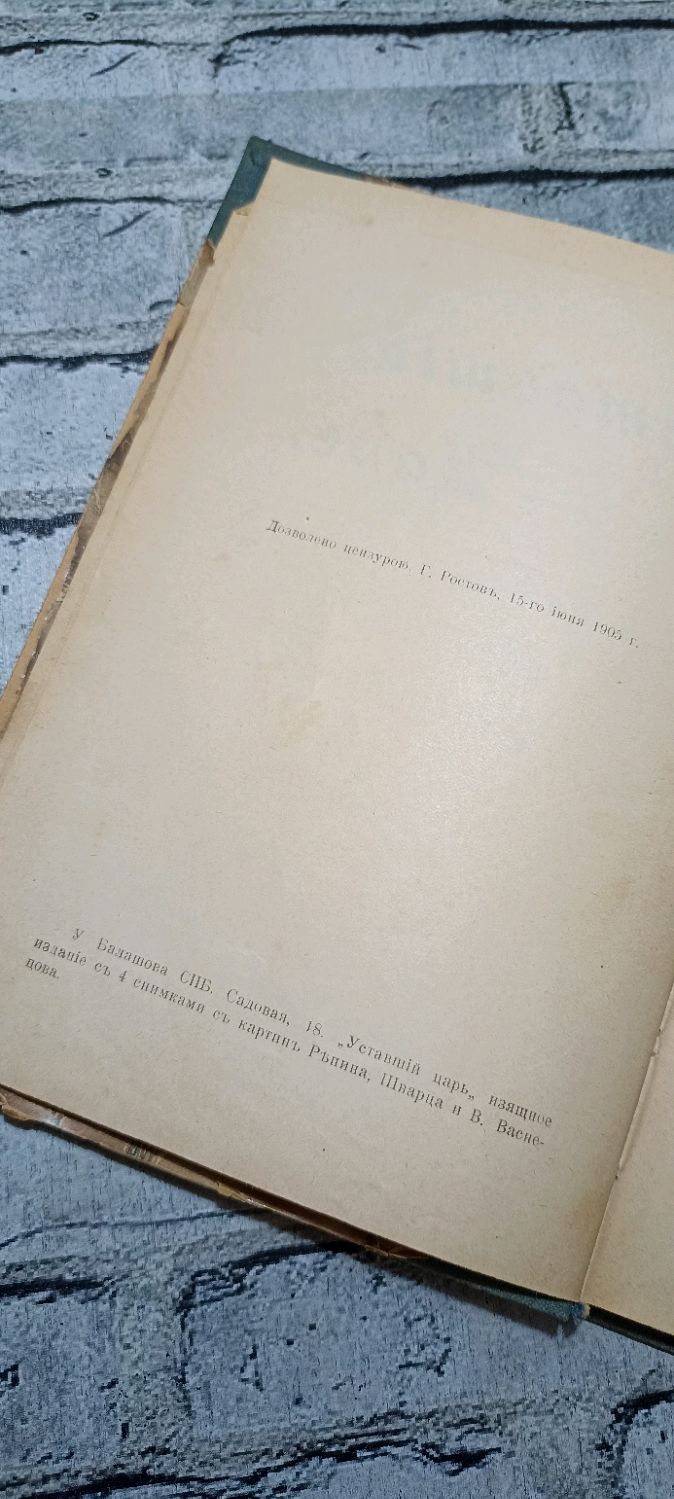 Дозволено цензурою. Г. Ростовъ, 15-го іюня 1905 г.
У Балашова СПБ. Садовая, 18. „Уставшій царь„ изящное
изданіе съ 4 снимками съ картинъ Рѣпина, Шварца и В. Васне-
цова.